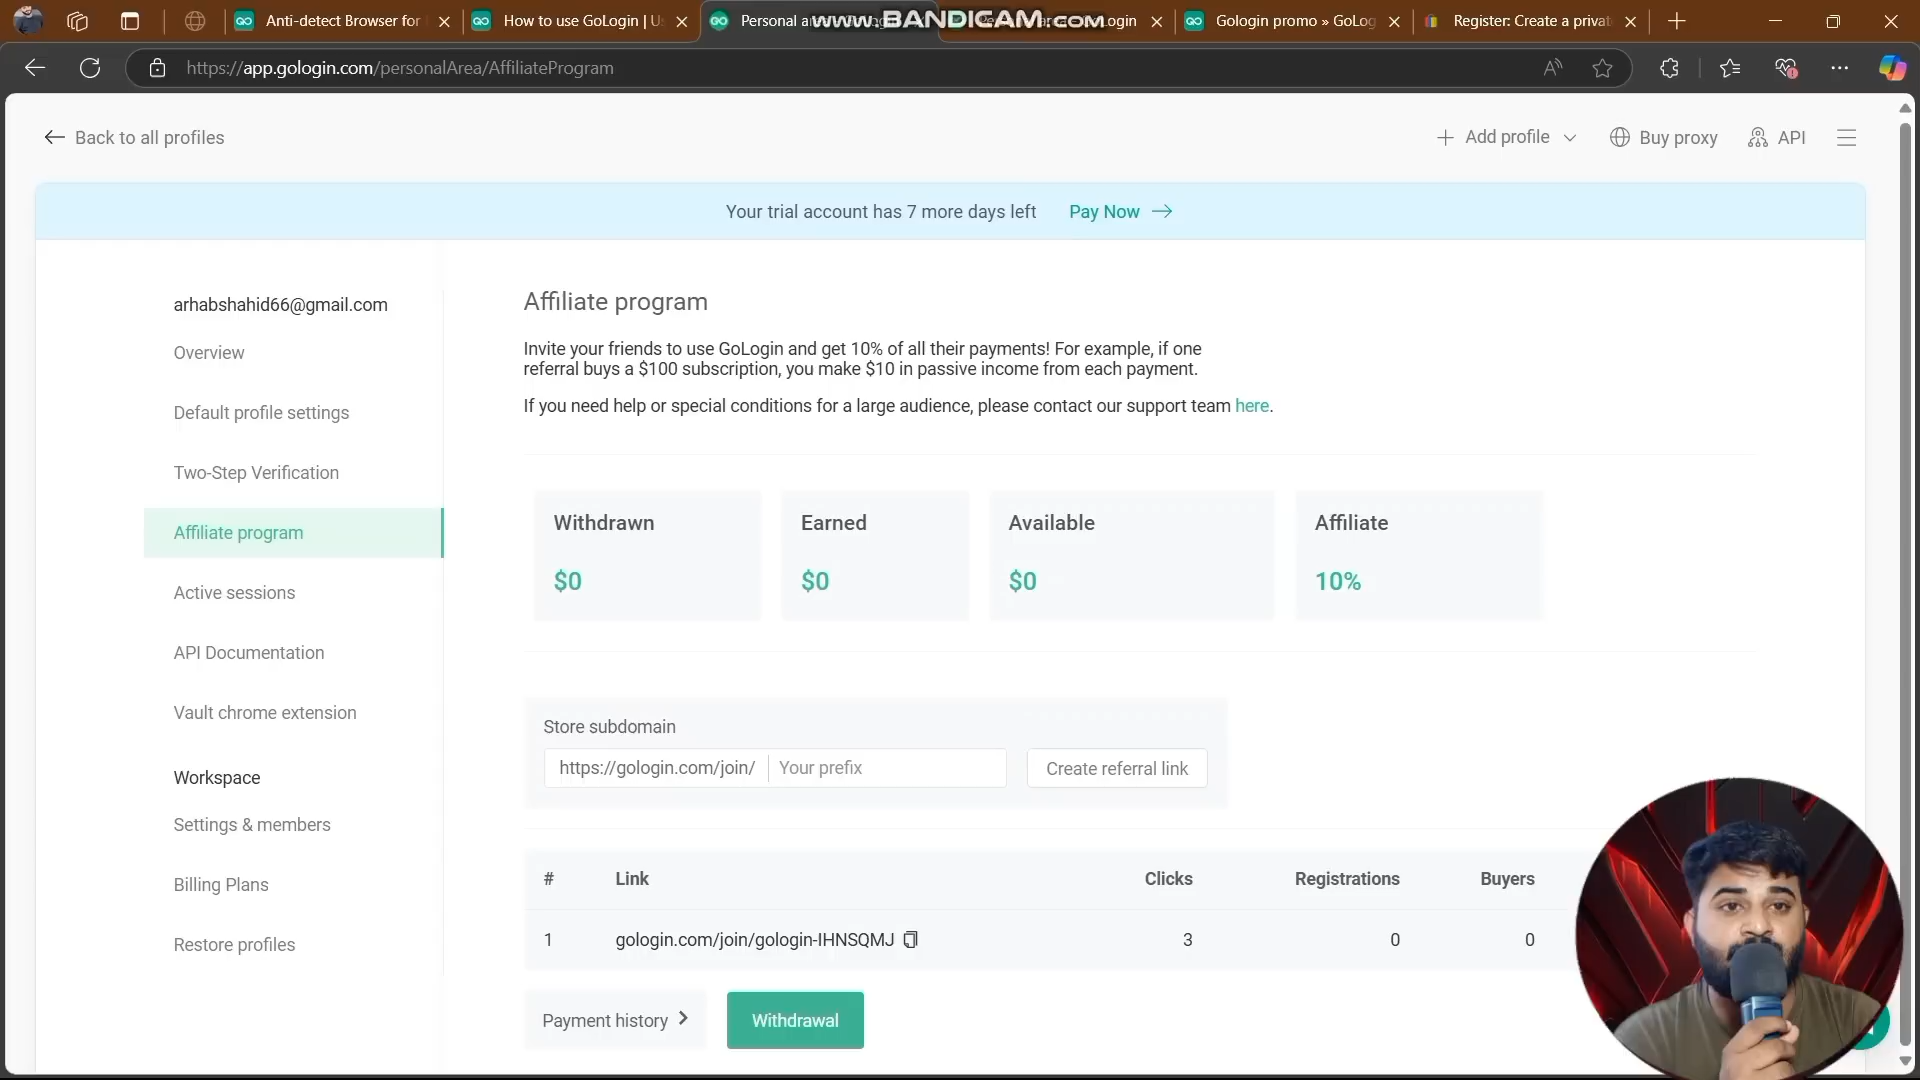 Anti-detect Browser for
How to use GoLogin | U
Personal a
Login
Gologin promo » GoLog
Register: Create a privat
www.BANDICAM.com
https://app.gologin.com/personalArea/AffiliateProgram
Back to all profiles
Add profile
Buy proxy
API
Your trial account has 7 more days left
Pay Now
arhabshahid66@gmail.com
Overview
Default profile settings
Two-Step Verification
Affiliate program
Active sessions
API Documentation
Vault chrome extension
Workspace
Settings & members
Billing Plans
Restore profiles
Affiliate program
Invite your friends to use GoLogin and get 10% of all their payments! For example, if one
referral buys a $100 subscription, you make $10 in passive income from each payment.
If you need help or special conditions for a large audience, please contact our support team here.
Withdrawn
$0
Earned
$0
Available
$0
Affiliate
10%
Store subdomain
https://gologin.com/join/ Your prefix
Create referral link
# Link Clicks Registrations Buyers
1 gologin.com/join/gologin-IHNSQMJ 3 0 0
Payment history
Withdrawal